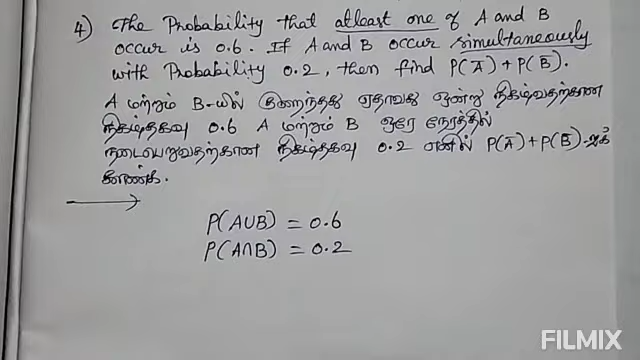 4) The Probability that atleast one of A and B
occur is 0.6. If A and B occur simultaneously
with Probability 0.2, then find P(Ā) + P(B̄).
A மற்றும் B-யில் குறைந்தது ஏதாவது ஒன்று நிகழ்வதற்கான
நிகழ்தகவு 0.6 A மற்றும் B ஒரே நேரத்தில்
நடைபெறுவதற்கான நிகழ்தகவு 0.2 எனில் P(Ā) + P(B̄)-ஐக்
காண்க.
P(A∪B) = 0.6
P(A∩B) = 0.2
FILMIX